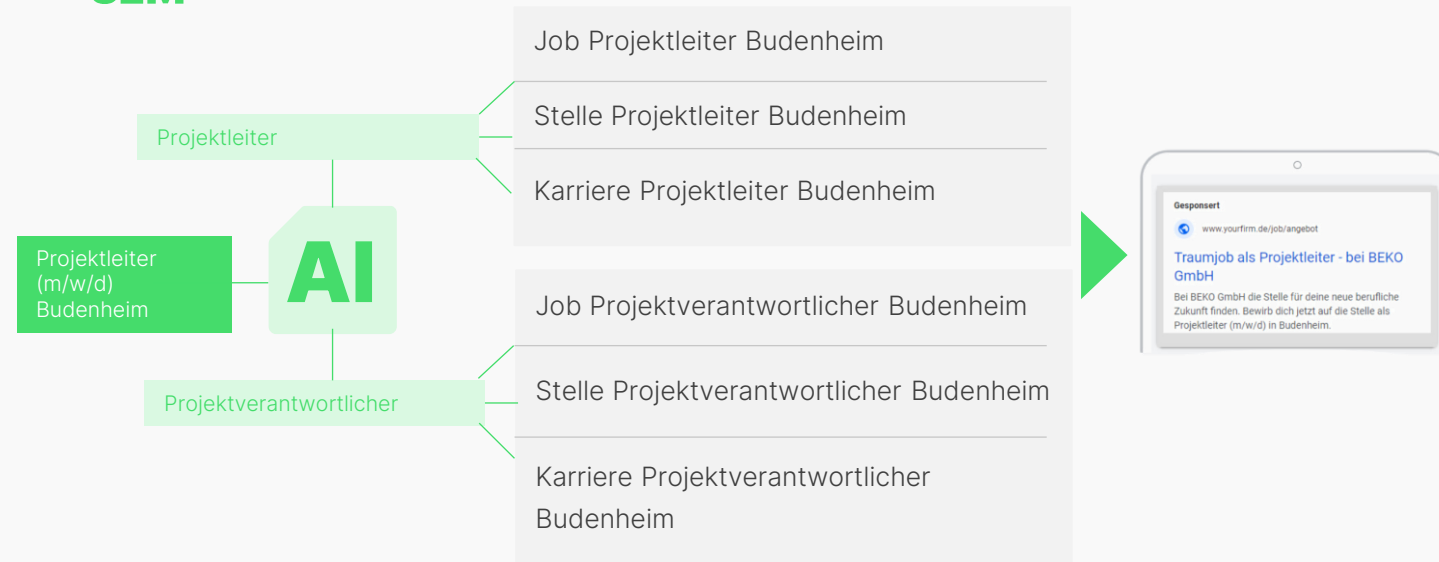 SEM
Job Projektleiter Budenheim
Stelle Projektleiter Budenheim
Karriere Projektleiter Budenheim
Projektleiter
Projektleiter
(m/w/d)
Budenheim
AI
Projektverantwortlicher
Job Projektverantwortlicher Budenheim
Stelle Projektverantwortlicher Budenheim
Karriere Projektverantwortlicher
Budenheim
Gesponsert
www.yourfirm.de/job/angebot
Traumjob als Projektleiter - bei BEKO
GmbH
Bei BEKO GmbH die Stelle für deine neue berufliche
Zukunft finden. Bewirb dich jetzt auf die Stelle als
Projektleiter (m/w/d) in Budenheim.